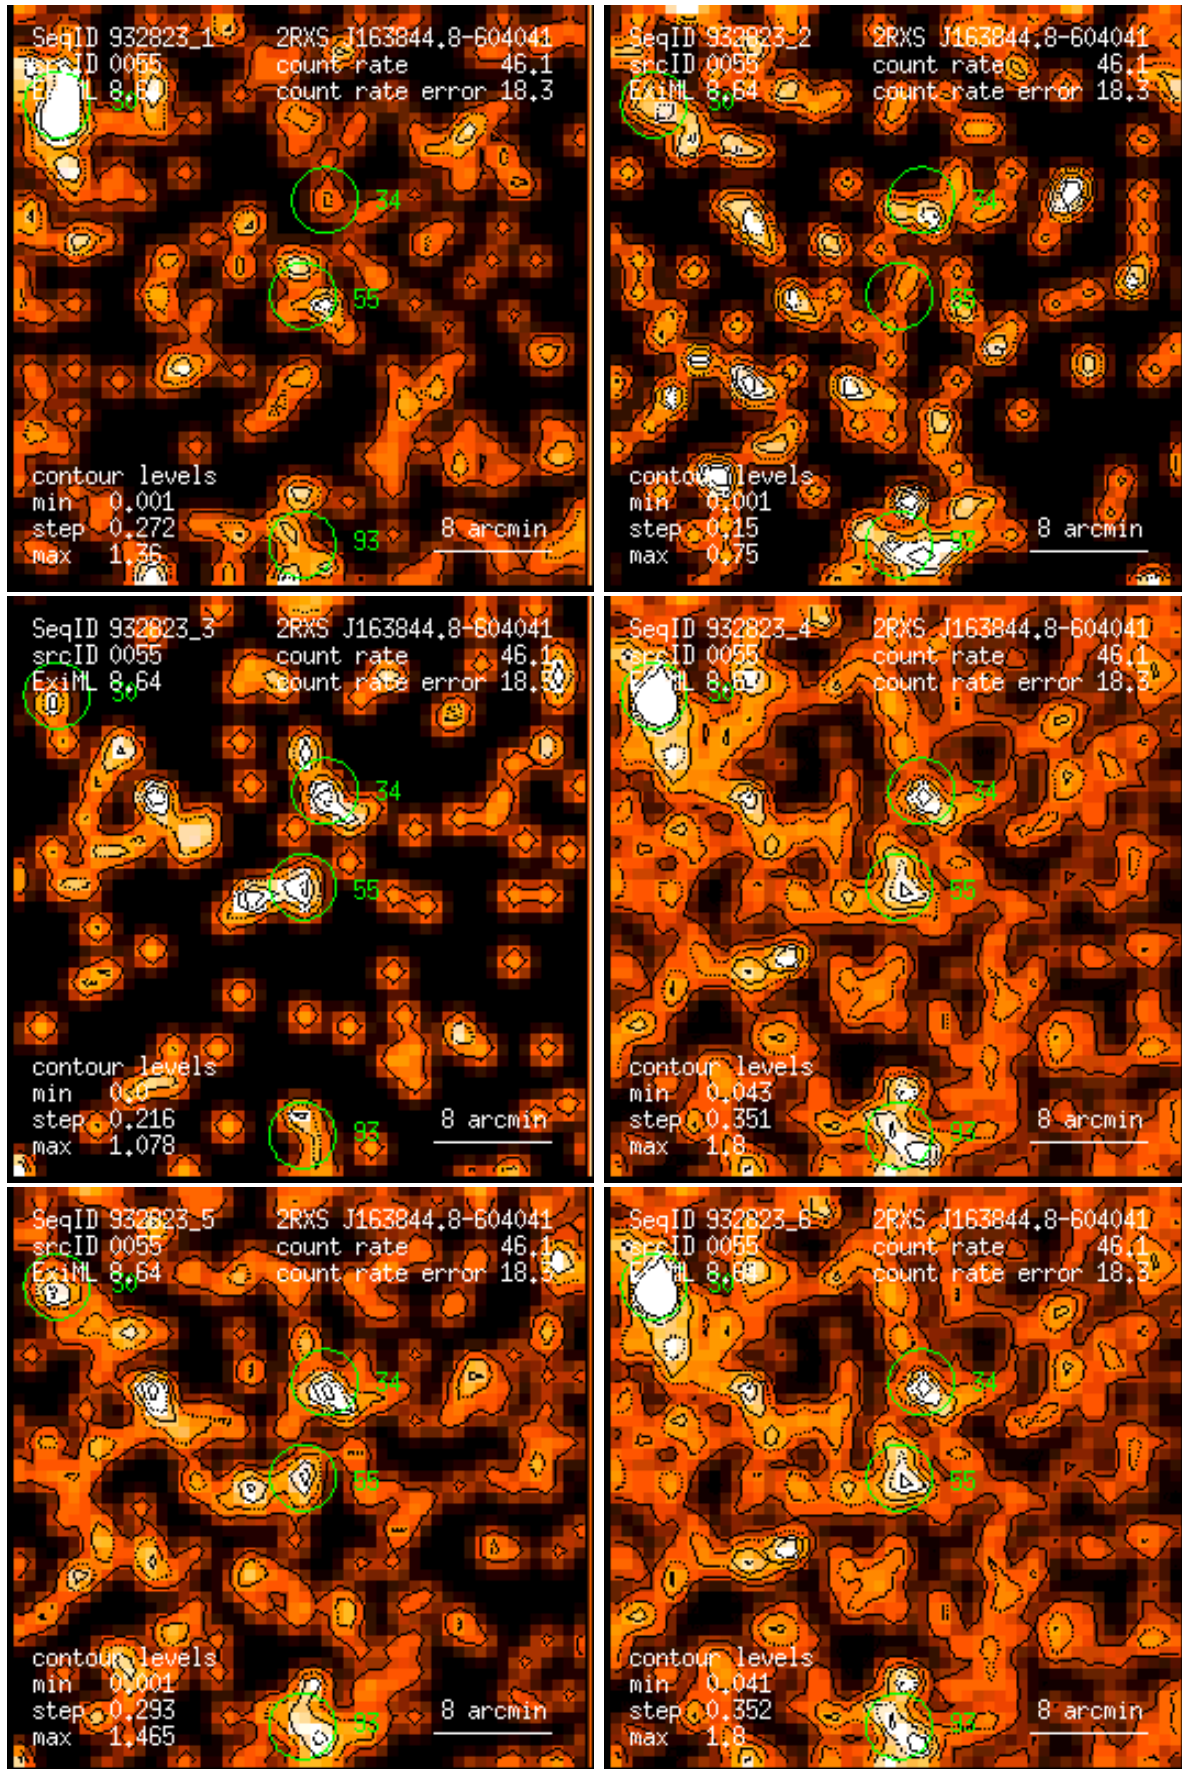 SeqID 932823_1 2RXS J163844.8-604041
srcID 0055 count rate 46.1
ExiML 8.64 30 count rate error 18.3
34
55
contour levels
min 0.001
step 0.272 8 arcmin
max 1.36 93
SeqID 932823_2 2RXS J163844.8-604041
srcID 0055 count rate 46.1
ExiML 8.64 30 count rate error 18.3
34
55
contour levels
min 0.001
step 0.15 8 arcmin
max 0.75 93
SeqID 932823_3 2RXS J163844.8-604041
srcID 0055 count rate 46.1
ExiML 8.64 30 count rate error 18.3
34
55
contour levels
min 0.0
step 0.216 8 arcmin
max 1.078 93
SeqID 932823_4 2RXS J163844.8-604041
srcID 0055 count rate 46.1
ExiML 8.64 30 count rate error 18.3
34
55
contour levels
min 0.043
step 0.351 8 arcmin
max 1.8 93
SeqID 932823_5 2RXS J163844.8-604041
srcID 0055 count rate 46.1
ExiML 8.64 30 count rate error 18.3
34
55
contour levels
min 0.001
step 0.293 8 arcmin
max 1.465 93
SeqID 932823_6 2RXS J163844.8-604041
srcID 0055 count rate 46.1
ExiML 8.64 30 count rate error 18.3
34
55
contour levels
min 0.041
step 0.352 8 arcmin
max 1.8 93